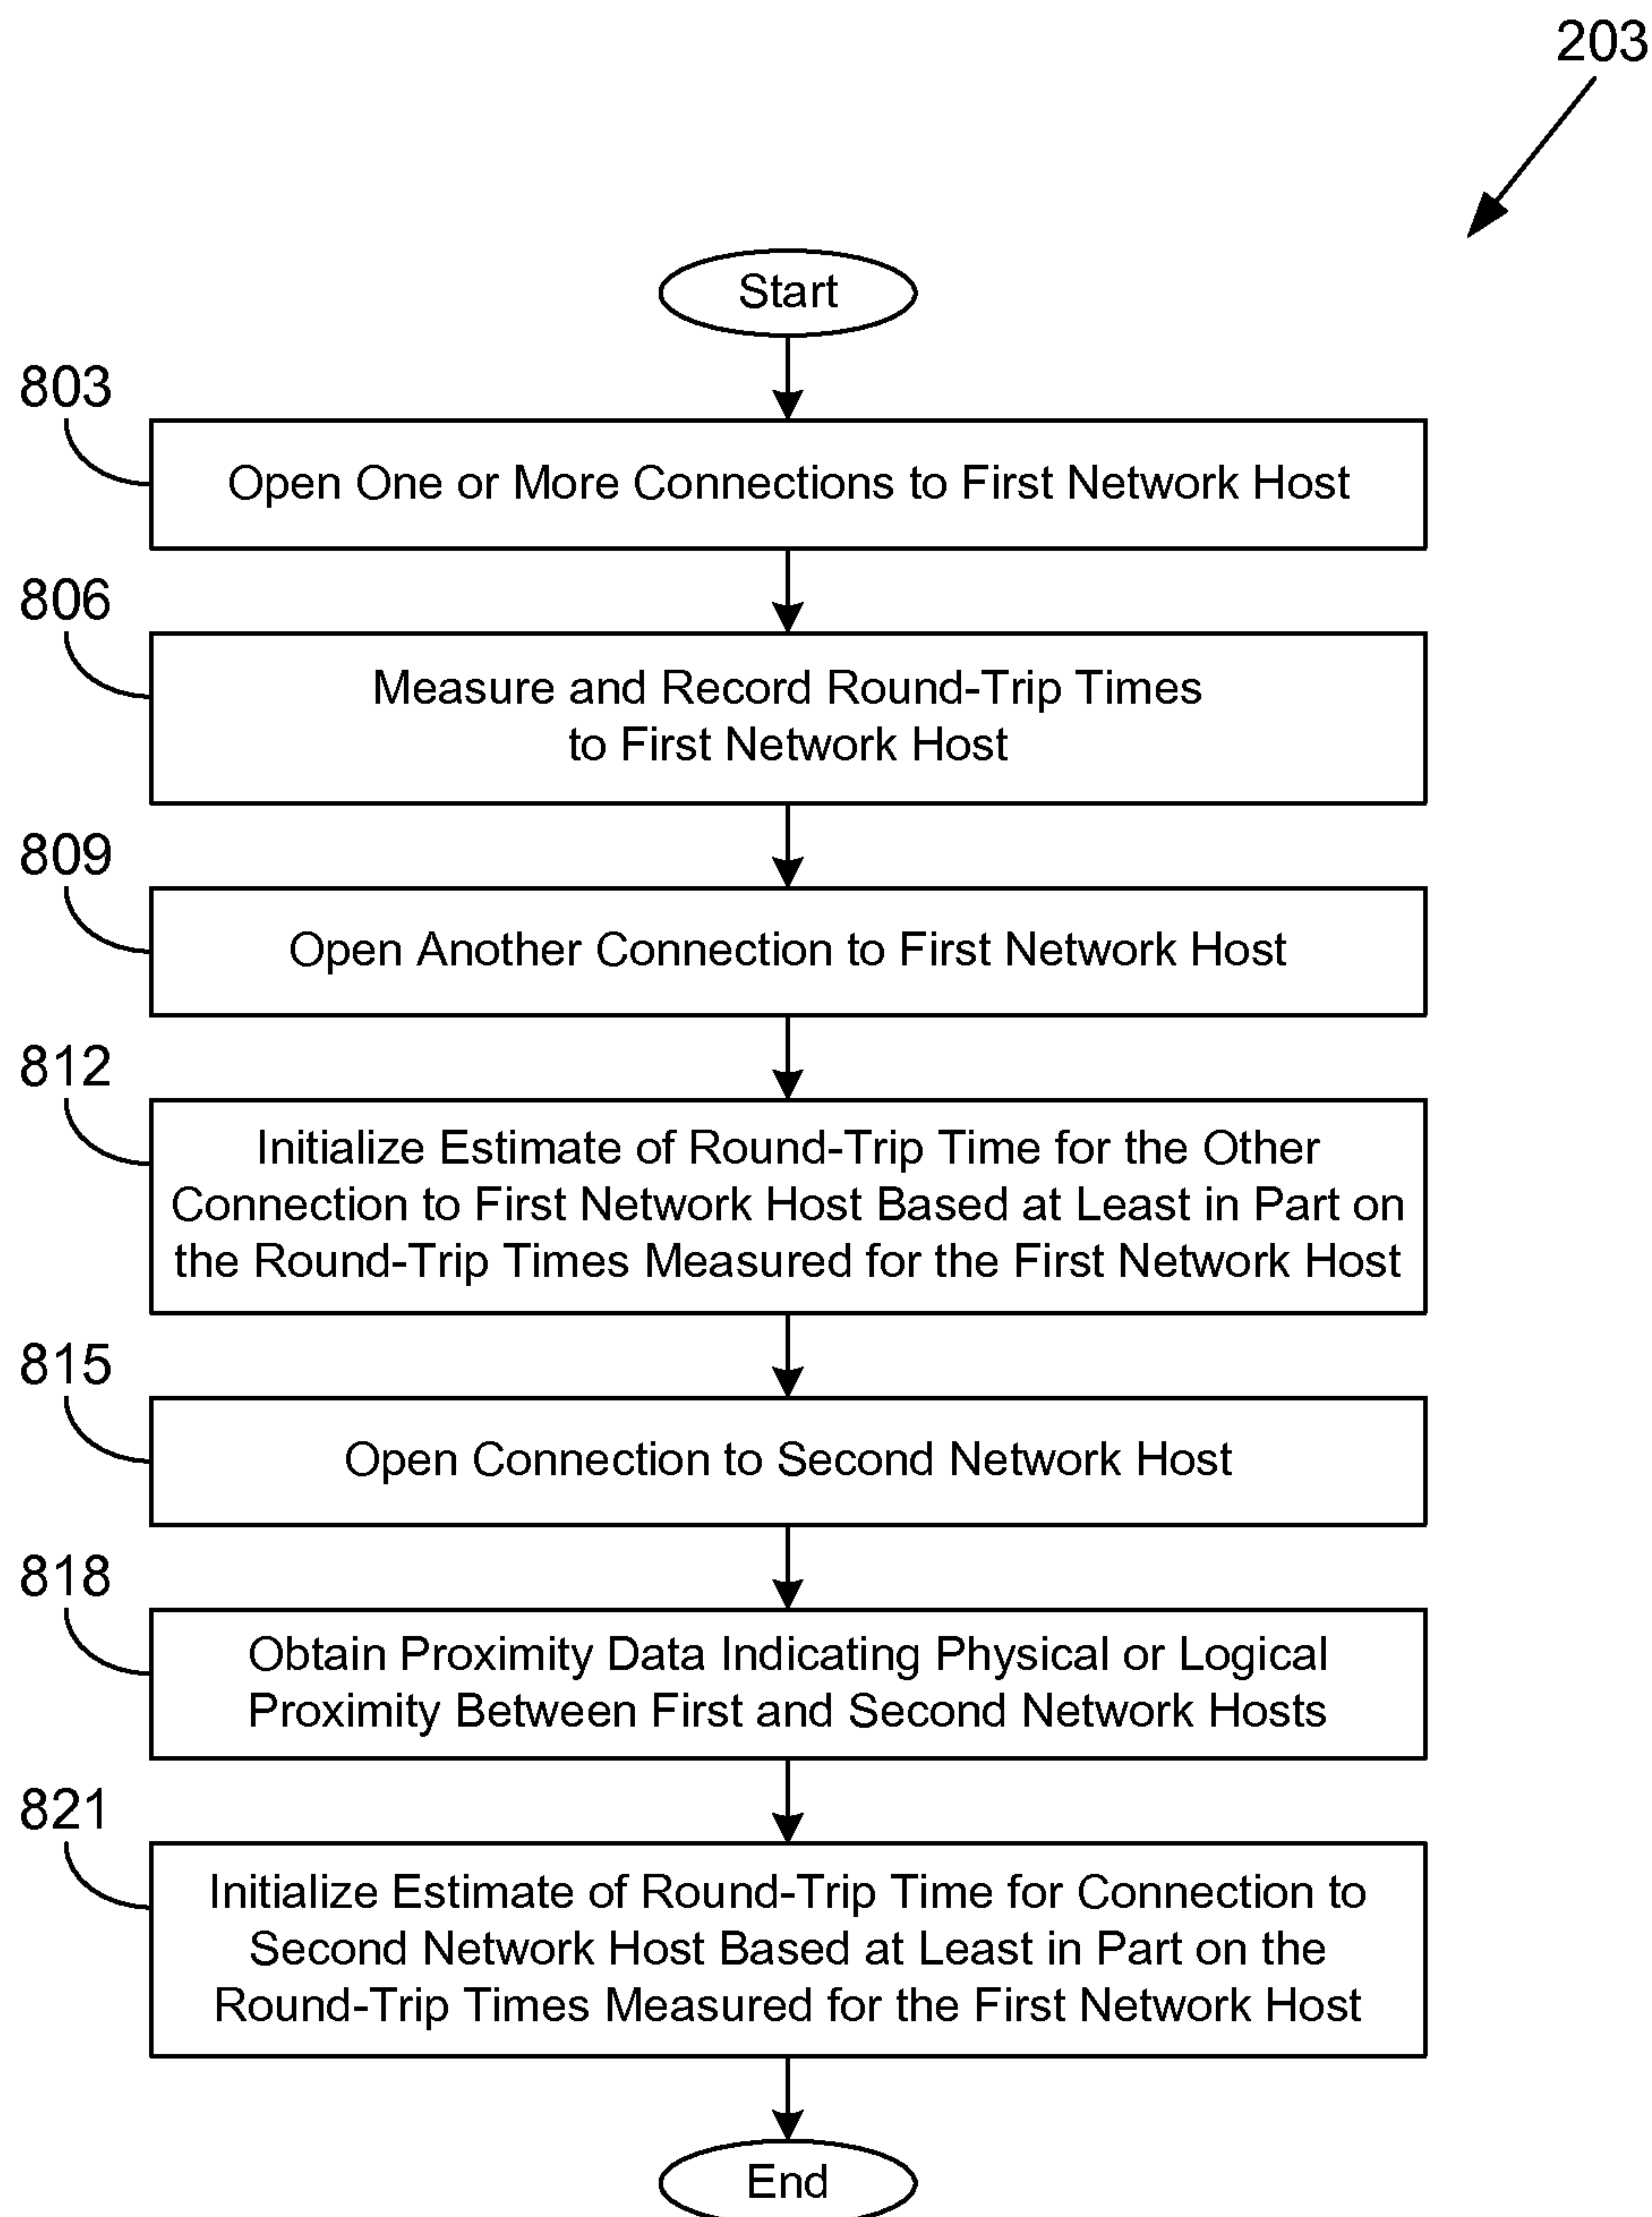 203
Start
803
Open One or More Connections to First Network Host
806
Measure and Record Round-Trip Times
to First Network Host
809
Open Another Connection to First Network Host
812
Initialize Estimate of Round-Trip Time for the Other
Connection to First Network Host Based at Least in Part on
the Round-Trip Times Measured for the First Network Host
815
Open Connection to Second Network Host
818
Obtain Proximity Data Indicating Physical or Logical
Proximity Between First and Second Network Hosts
821
Initialize Estimate of Round-Trip Time for Connection to
Second Network Host Based at Least in Part on the
Round-Trip Times Measured for the First Network Host
End